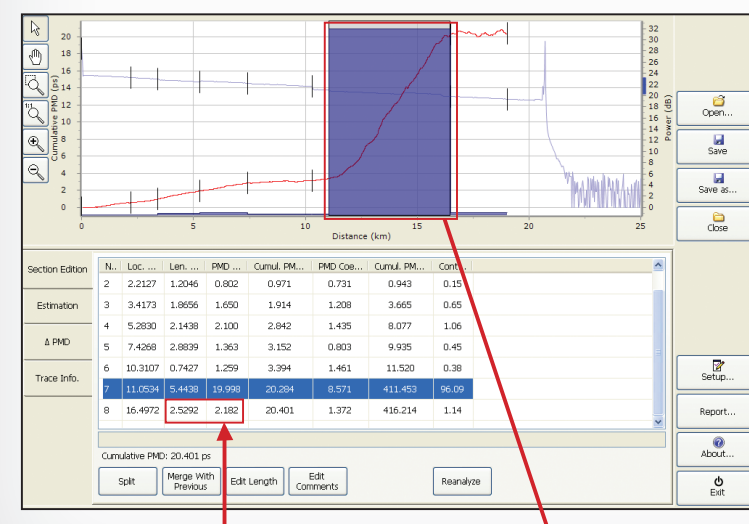 Cumulative PMD (ps)
20
18
16
14
12
10
8
6
4
2
0
32
30
28
26
24
22
20
18
16
14
12
10
8
6
4
2
0
Power (dB)
0 5 10 15 20 25
Distance (km)
1:1
Open...
Save
Save as...
Close
Section Edition
Estimation
Δ PMD
Trace Info.
N.. Loc. ... Len. ... PMD ... Cumul. PM... PMD Coe... Cumul. PM... Cont...
2 2.2127 1.2046 0.802 0.971 0.731 0.943 0.15
3 3.4173 1.8656 1.650 1.914 1.208 3.665 0.65
4 5.2830 2.1438 2.100 2.842 1.435 8.077 1.06
5 7.4268 2.8839 1.363 3.152 0.803 9.935 0.45
6 10.3107 0.7427 1.259 3.394 1.461 11.520 0.38
7 11.0534 5.4438 19.998 20.284 8.571 411.453 96.09
8 16.4972 2.5292 2.182 20.401 1.372 416.214 1.14
Cumulative PMD: 20.401 ps
Split
Merge With
Previous
Edit Length
Edit
Comments
Reanalyze
Setup...
Report...
About...
Exit